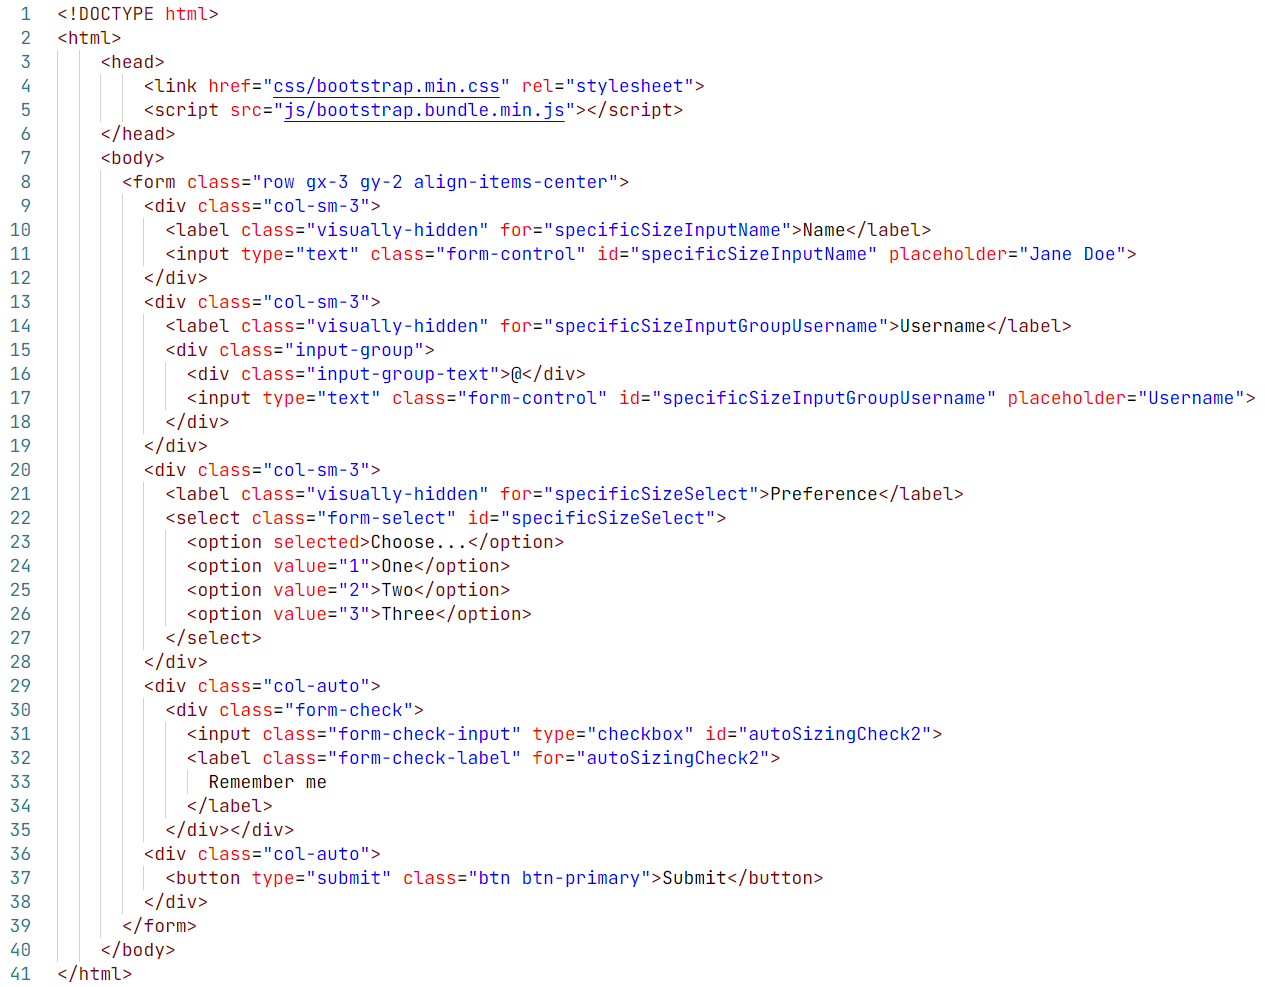 1 <!DOCTYPE html>
2 <html>
3     <head>
4         <link href="css/bootstrap.min.css" rel="stylesheet">
5         <script src="js/bootstrap.bundle.min.js"></script>
6     </head>
7     <body>
8       <form class="row gx-3 gy-2 align-items-center">
9         <div class="col-sm-3">
10           <label class="visually-hidden" for="specificSizeInputName">Name</label>
11           <input type="text" class="form-control" id="specificSizeInputName" placeholder="Jane Doe">
12         </div>
13         <div class="col-sm-3">
14           <label class="visually-hidden" for="specificSizeInputGroupUsername">Username</label>
15           <div class="input-group">
16             <div class="input-group-text">@</div>
17             <input type="text" class="form-control" id="specificSizeInputGroupUsername" placeholder="Username">
18           </div>
19         </div>
20         <div class="col-sm-3">
21           <label class="visually-hidden" for="specificSizeSelect">Preference</label>
22           <select class="form-select" id="specificSizeSelect">
23             <option selected>Choose...</option>
24             <option value="1">One</option>
25             <option value="2">Two</option>
26             <option value="3">Three</option>
27           </select>
28         </div>
29         <div class="col-auto">
30           <div class="form-check">
31             <input class="form-check-input" type="checkbox" id="autoSizingCheck2">
32             <label class="form-check-label" for="autoSizingCheck2">
33               Remember me
34             </label>
35           </div></div>
36         <div class="col-auto">
37           <button type="submit" class="btn btn-primary">Submit</button>
38         </div>
39       </form>
40     </body>
41 </html>